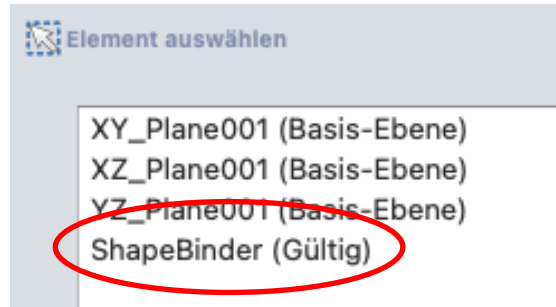 Element auswählen
XY_Plane001 (Basis-Ebene)
XZ_Plane001 (Basis-Ebene)
YZ_Plane001 (Basis-Ebene)
ShapeBinder (Gültig)